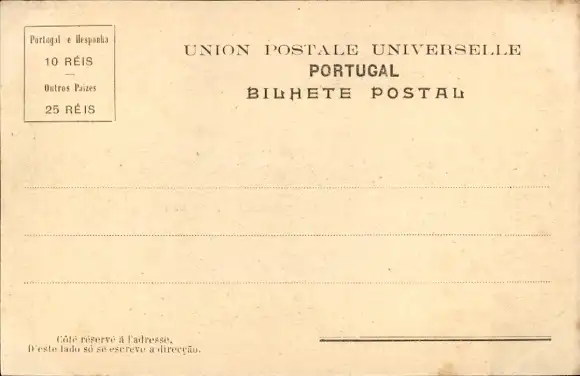 Portugal e Hespanha
10 RÉIS
Outros Paizes
25 RÉIS
UNION POSTALE UNIVERSELLE
PORTUGAL
BILHETE POSTAL
Côté réservé á l'adresse,
D'este lado só se escreve a direcção.